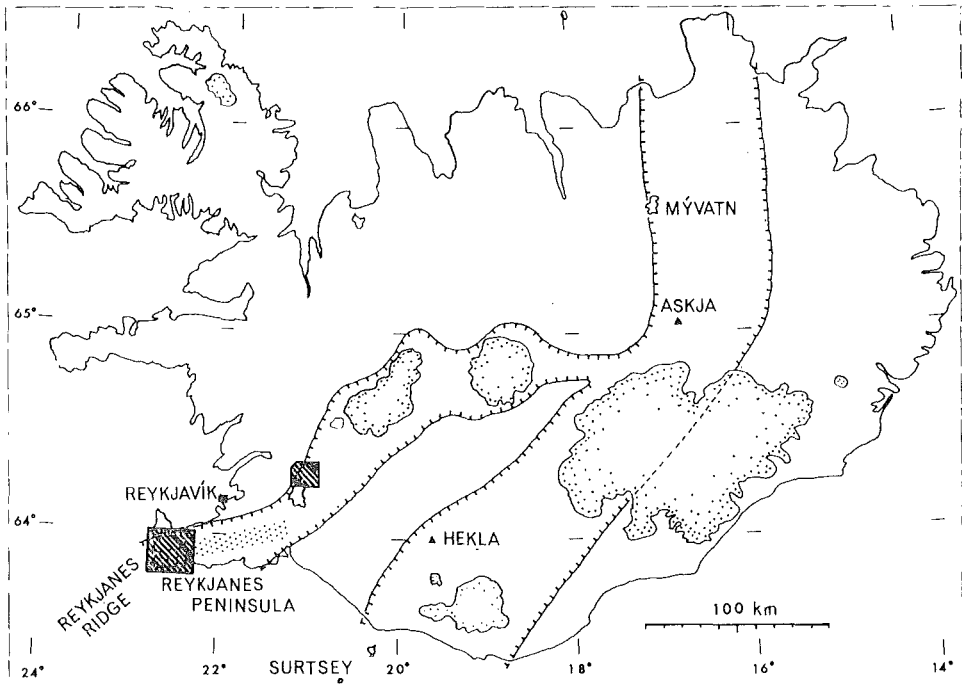 66°
MÝVATN
65°
ASKJA
REYKJAVÍK
64°
HEKLA
REYKJANES
RIDGE
REYKJANES
PENINSULA
100 km
24°
22°
SURTSEY
20°
18°
16°
14°